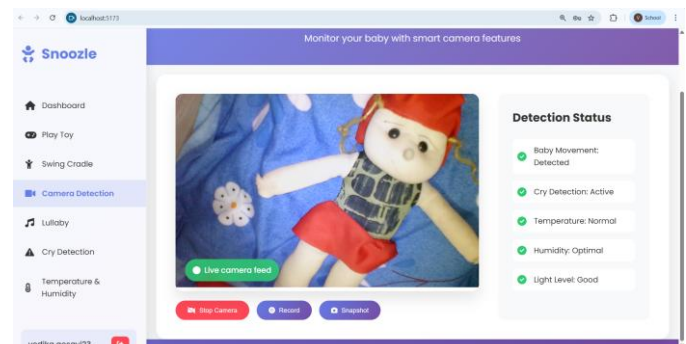 localhost:5173
School
Snoozle
Monitor your baby with smart camera features
Dashboard
Play Toy
Swing Cradle
Camera Detection
Lullaby
Cry Detection
Temperature &
Humidity
Live camera feed
Stop Camera
Record
Snapshot
Detection Status
Baby Movement:
Detected
Cry Detection: Active
Temperature: Normal
Humidity: Optimal
Light Level: Good